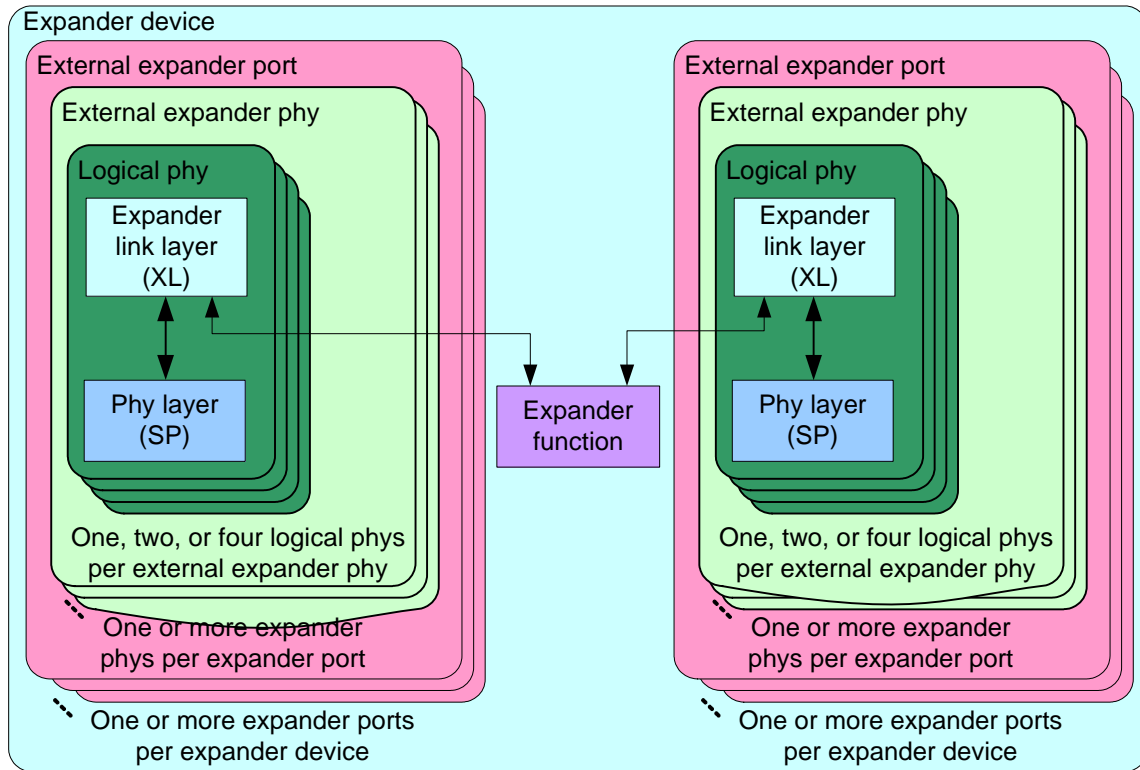 Expander device
External expander port
External expander phy
Logical phy
Expander
link layer
(XL)
Phy layer
(SP)
One, two, or four logical phys
per external expander phy
One or more expander
phys per expander port
One or more expander ports
per expander device
Expander
function
External expander port
External expander phy
Logical phy
Expander
link layer
(XL)
Phy layer
(SP)
One, two, or four logical phys
per external expander phy
One or more expander
phys per expander port
One or more expander ports
per expander device